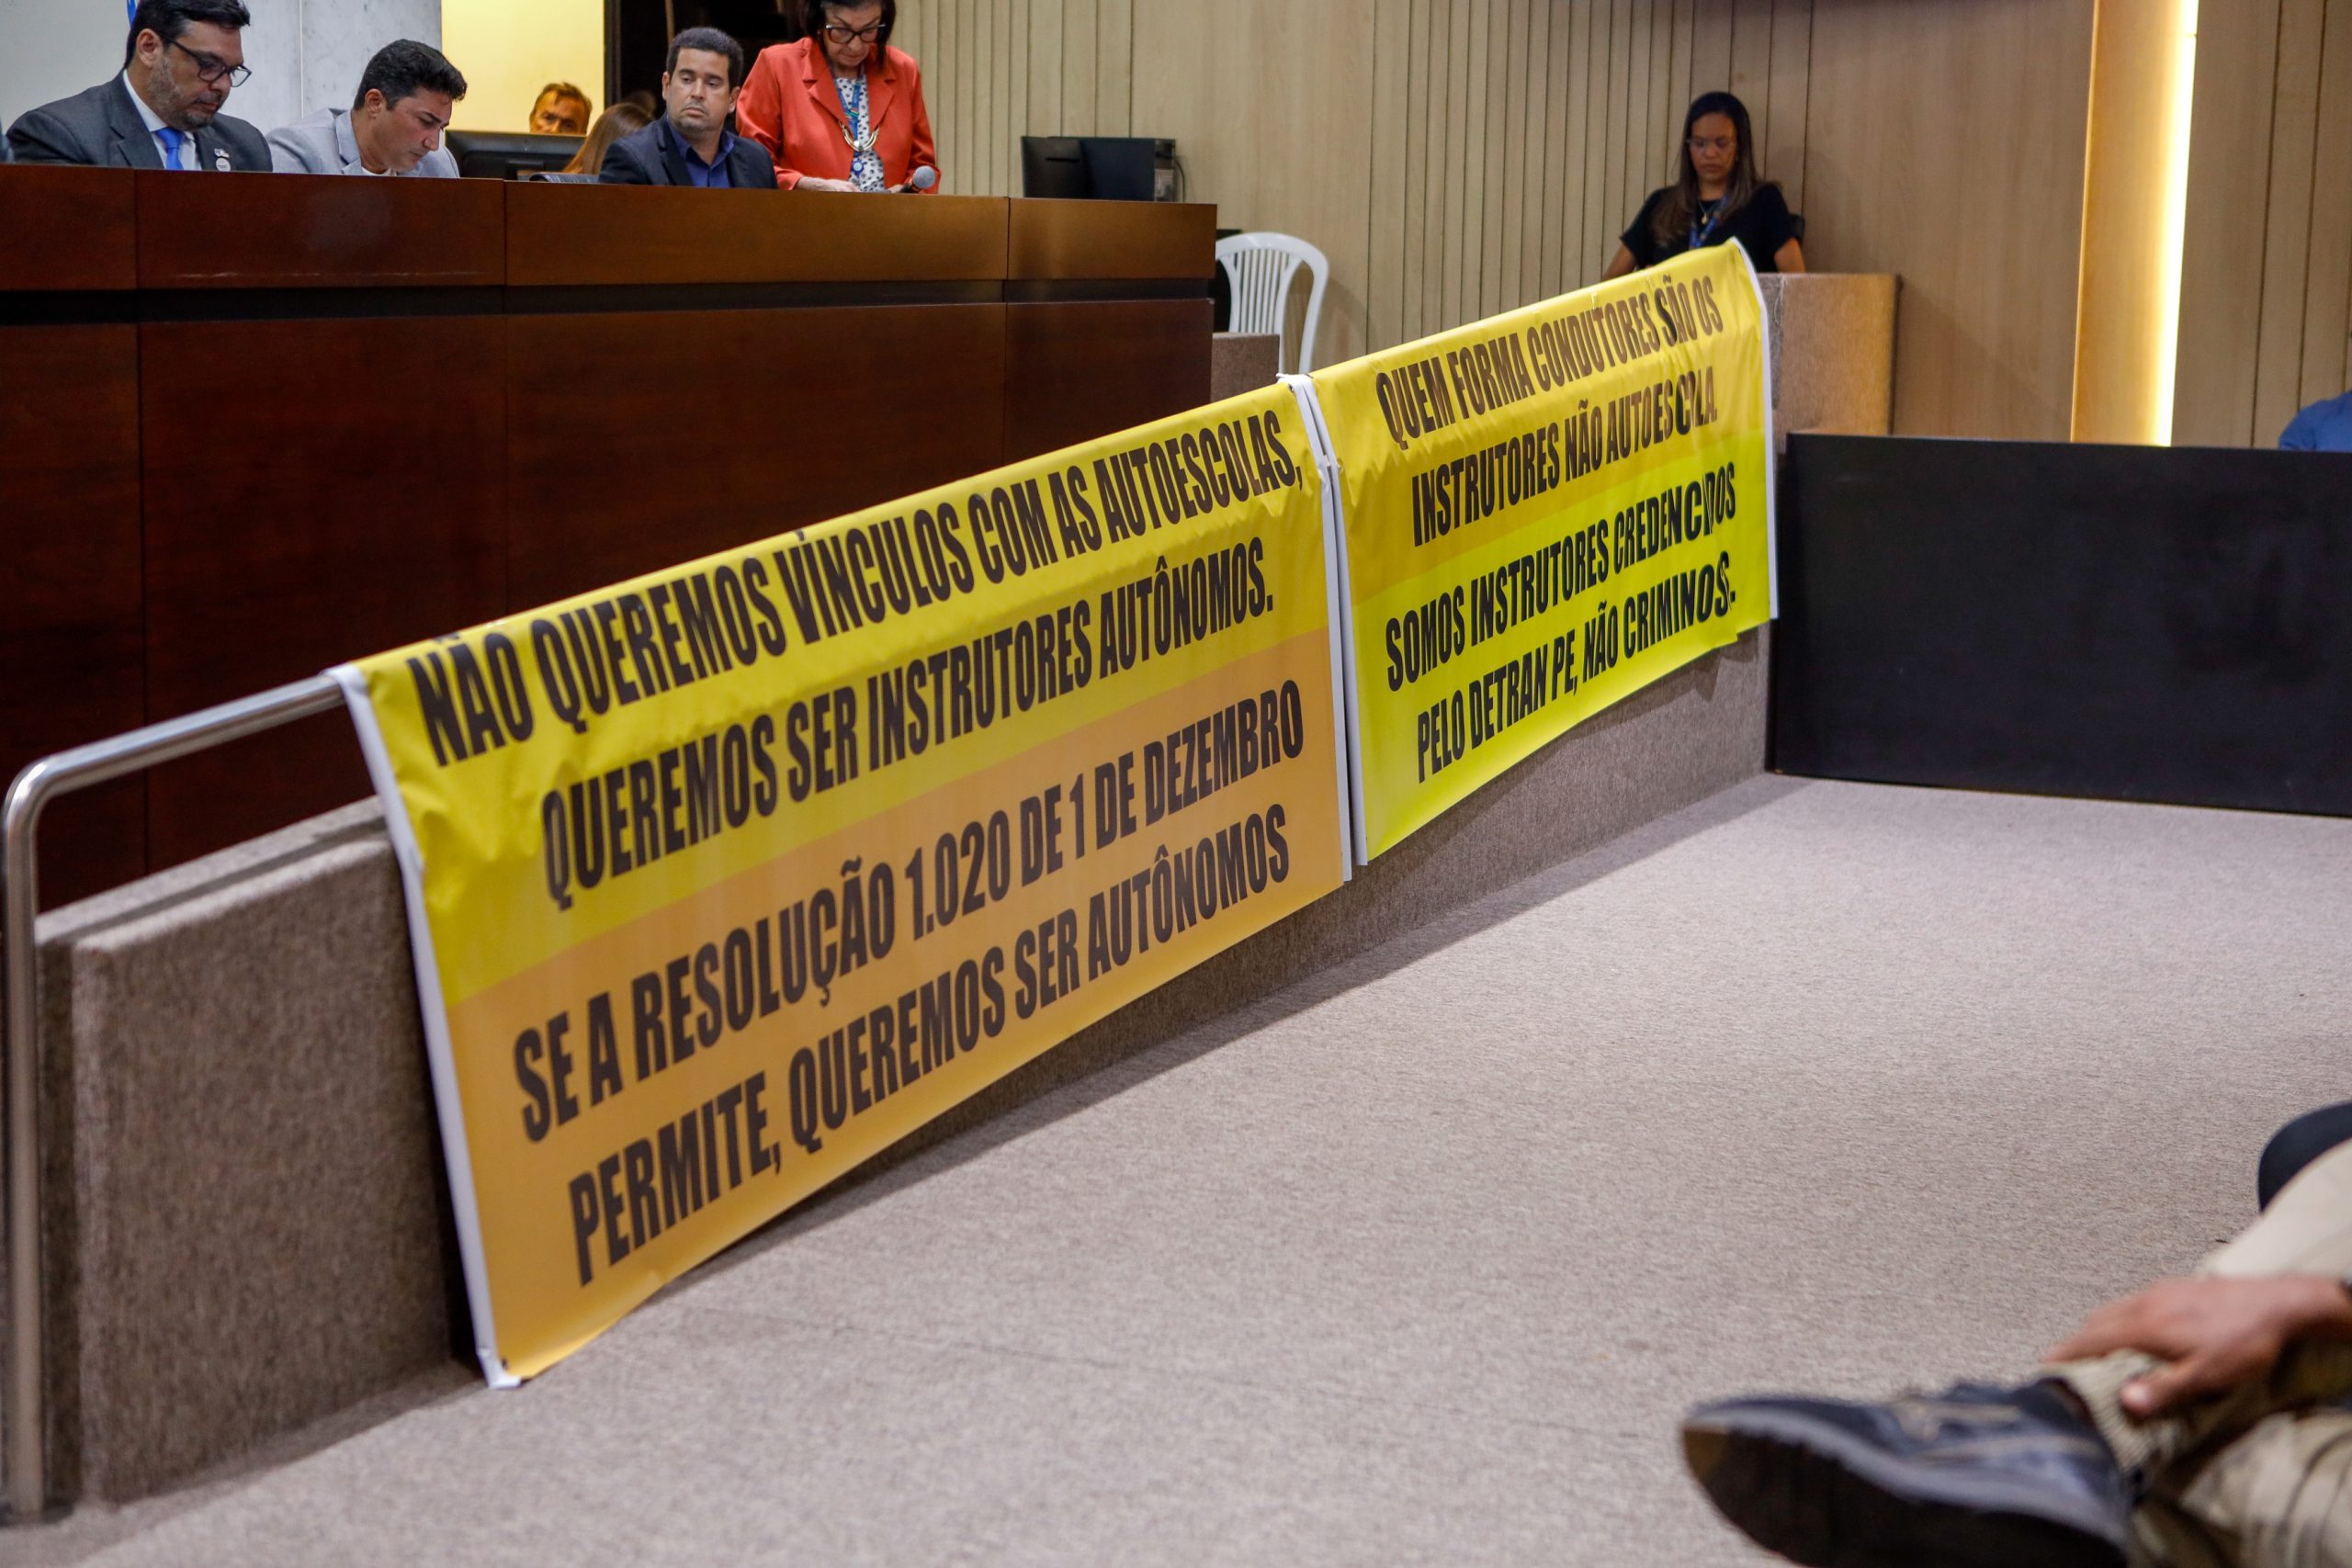 NÃO QUEREMOS VÍNCULOS COM AS AUTOESCOLAS,
QUEREMOS SER INSTRUTORES AUTÔNOMOS.
SE A RESOLUÇÃO 1.020 DE 1 DE DEZEMBRO
PERMITE, QUEREMOS SER AUTÔNOMOS
QUEM FORMA CONDUTORES SÃO OS
INSTRUTORES NÃO AUTOESCOLA
SOMOS INSTRUTORES CREDENCIADOS
PELO DETRAN PE, NÃO CRIMINOSOS.